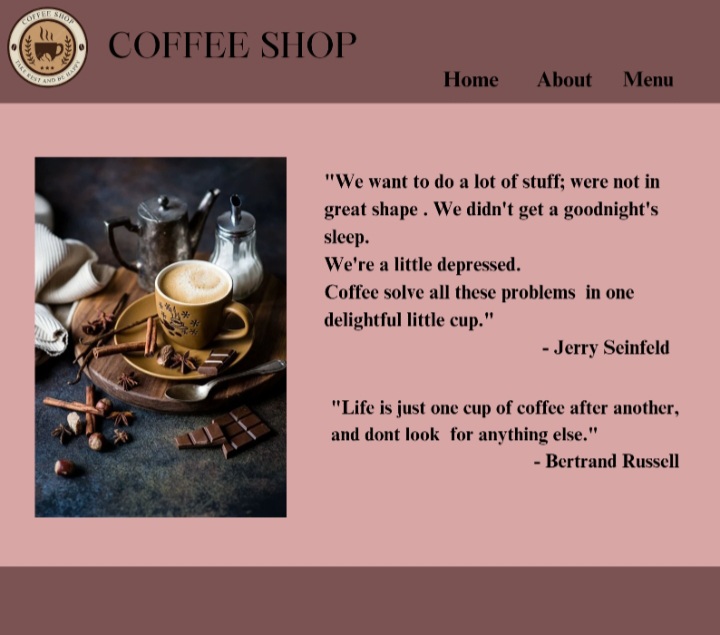 COFFEE SHOP
TAKE REST AND BE HAPPY
COFFEE SHOP
Home About Menu
"We want to do a lot of stuff; were not in
great shape . We didn't get a goodnight's
sleep.
We're a little depressed.
Coffee solve all these problems  in one
delightful little cup."
- Jerry Seinfeld
"Life is just one cup of coffee after another,
and dont look  for anything else."
- Bertrand Russell